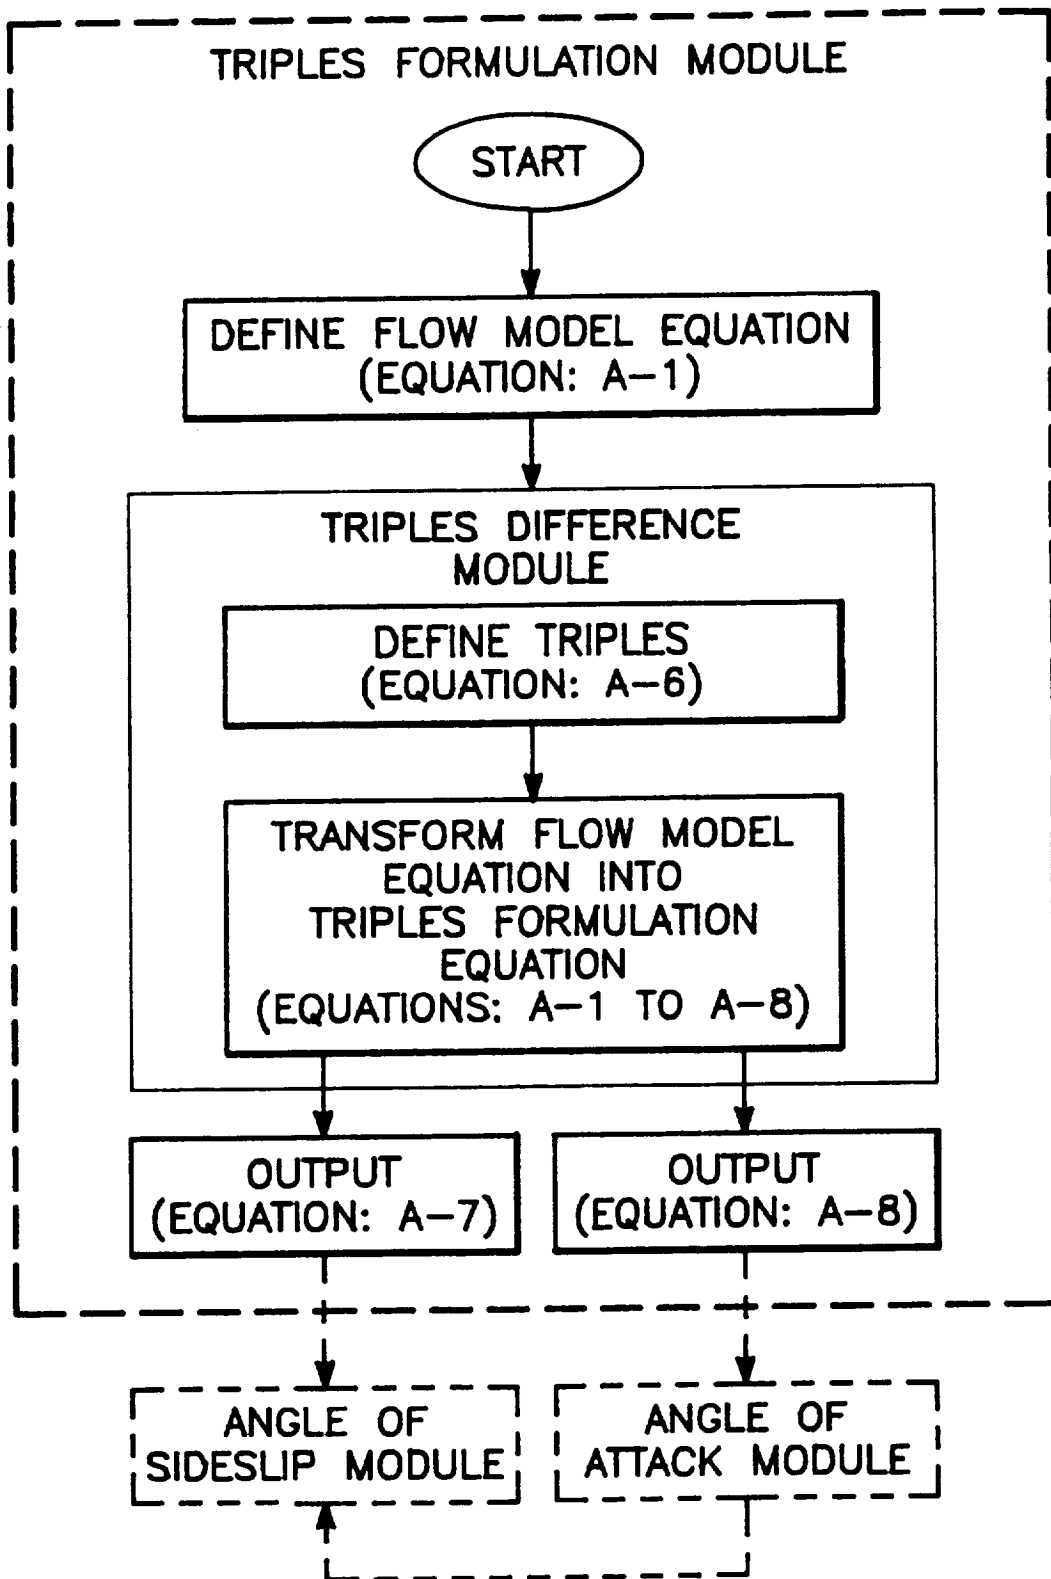 TRIPLES FORMULATION MODULE
START
DEFINE FLOW MODEL EQUATION
(EQUATION: A-1)
TRIPLES DIFFERENCE
MODULE
DEFINE TRIPLES
(EQUATION: A-6)
TRANSFORM FLOW MODEL
EQUATION INTO
TRIPLES FORMULATION
EQUATION
(EQUATIONS: A-1 TO A-8)
OUTPUT
(EQUATION: A-7)
OUTPUT
(EQUATION: A-8)
ANGLE OF
SIDESLIP MODULE
ANGLE OF
ATTACK MODULE